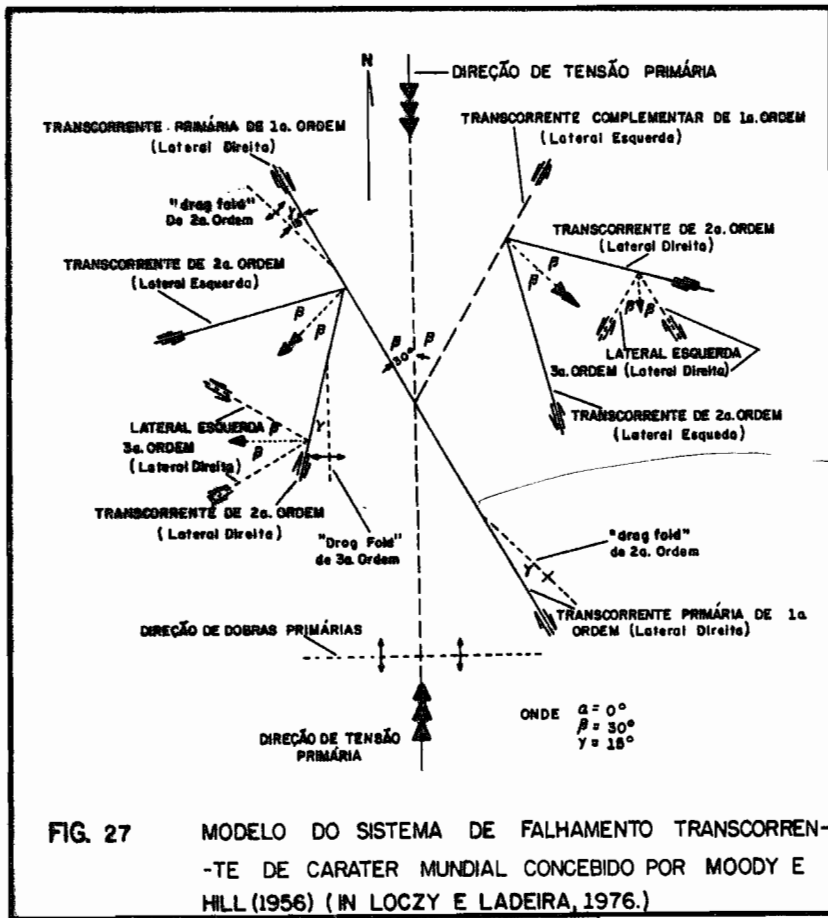 N
DIREÇÃO DE TENSÃO PRIMÁRIA
TRANSCORRENTE PRIMÁRIA DE 1a. ORDEM
(Lateral Direita)
TRANSCORRENTE COMPLEMENTAR DE 1a. ORDEM
(Lateral Esquerda)
"drag fold"
De 2a. Ordem
γ
TRANSCORRENTE DE 2a. ORDEM
(Lateral Esquerda)
TRANSCORRENTE DE 2a. ORDEM
(Lateral Direita)
β
β
β
β
β
β
30°
β
β
LATERAL ESQUERDA
3a. ORDEM (Lateral Direita)
TRANSCORRENTE DE 2a. ORDEM
(Lateral Esqueda)
LATERAL ESQUERDA β
3a. ORDEM
(Lateral Direita)
β
γ
TRANSCORRENTE DE 2a. ORDEM
(Lateral Direita)
"Drag Fold"
de 3a. Ordem
"drag fold"
de 2a. Ordem
γ
TRANSCORRENTE PRIMÁRIA DE 1a
ORDEM (Lateral Direita)
DIREÇÃO DE DOBRAS PRIMÁRIAS
DIREÇÃO DE TENSÃO
PRIMÁRIA
ONDE α = 0°
β = 30°
γ = 15°
FIG. 27 MODELO DO SISTEMA DE FALHAMENTO TRANSCORREN-
-TE DE CARATER MUNDIAL CONCEBIDO POR MOODY E
HILL (1956) (IN LOCZY E LADEIRA, 1976.)